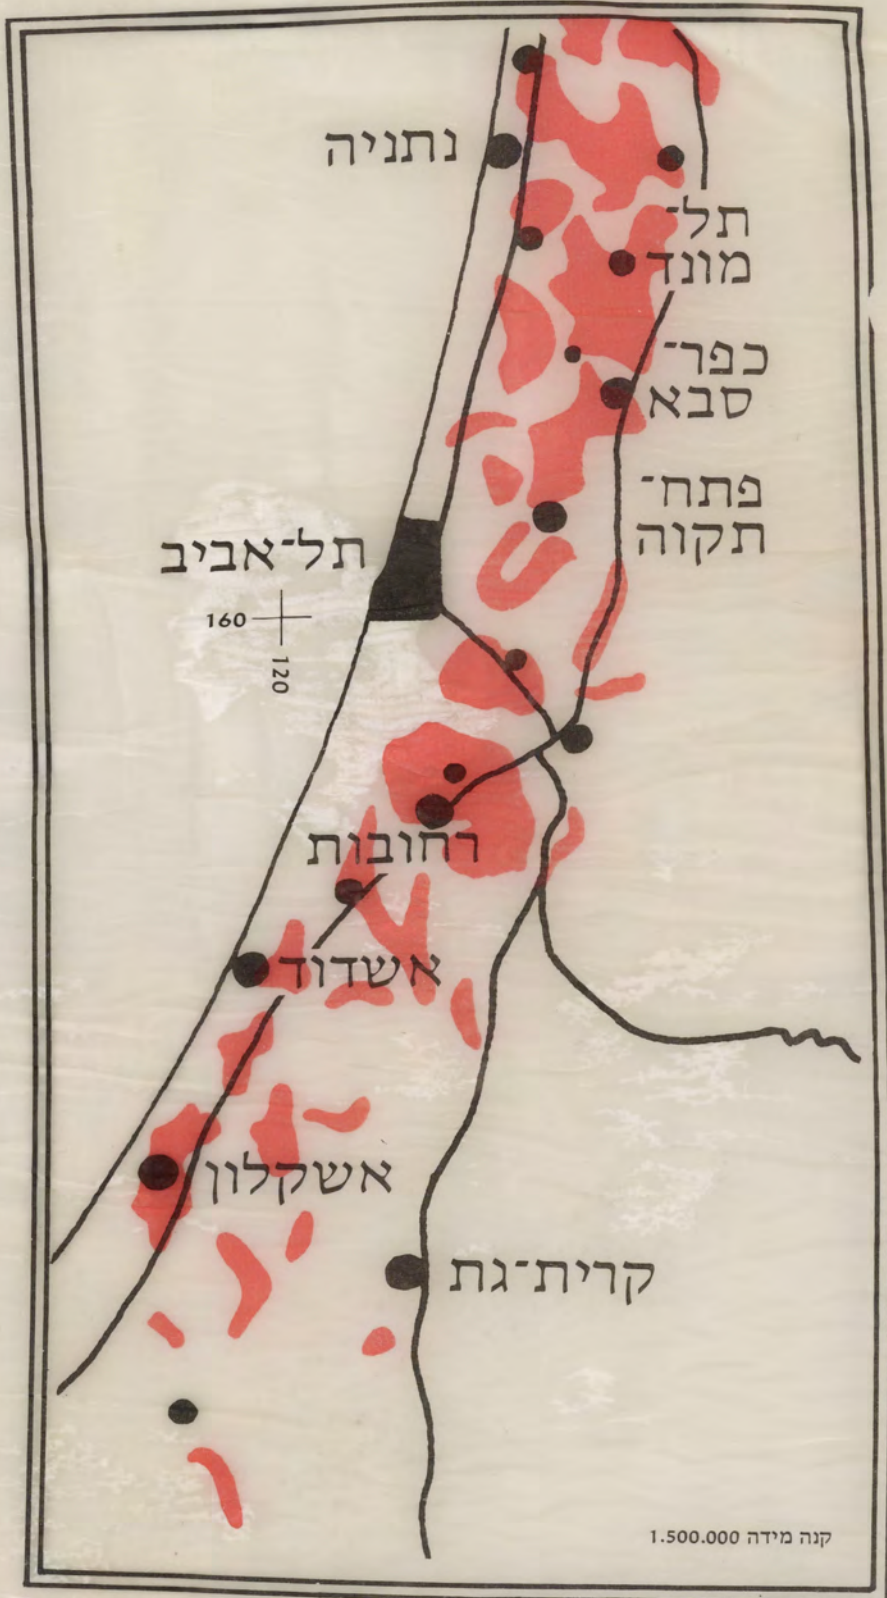 נתניה
תל־
מונד
כפר־
סבא
פתח־
תקוה
תל־אביב
160
120
רחובות
אשדוד
אשקלון
קרית־גת
קנה מידה 1.500.000